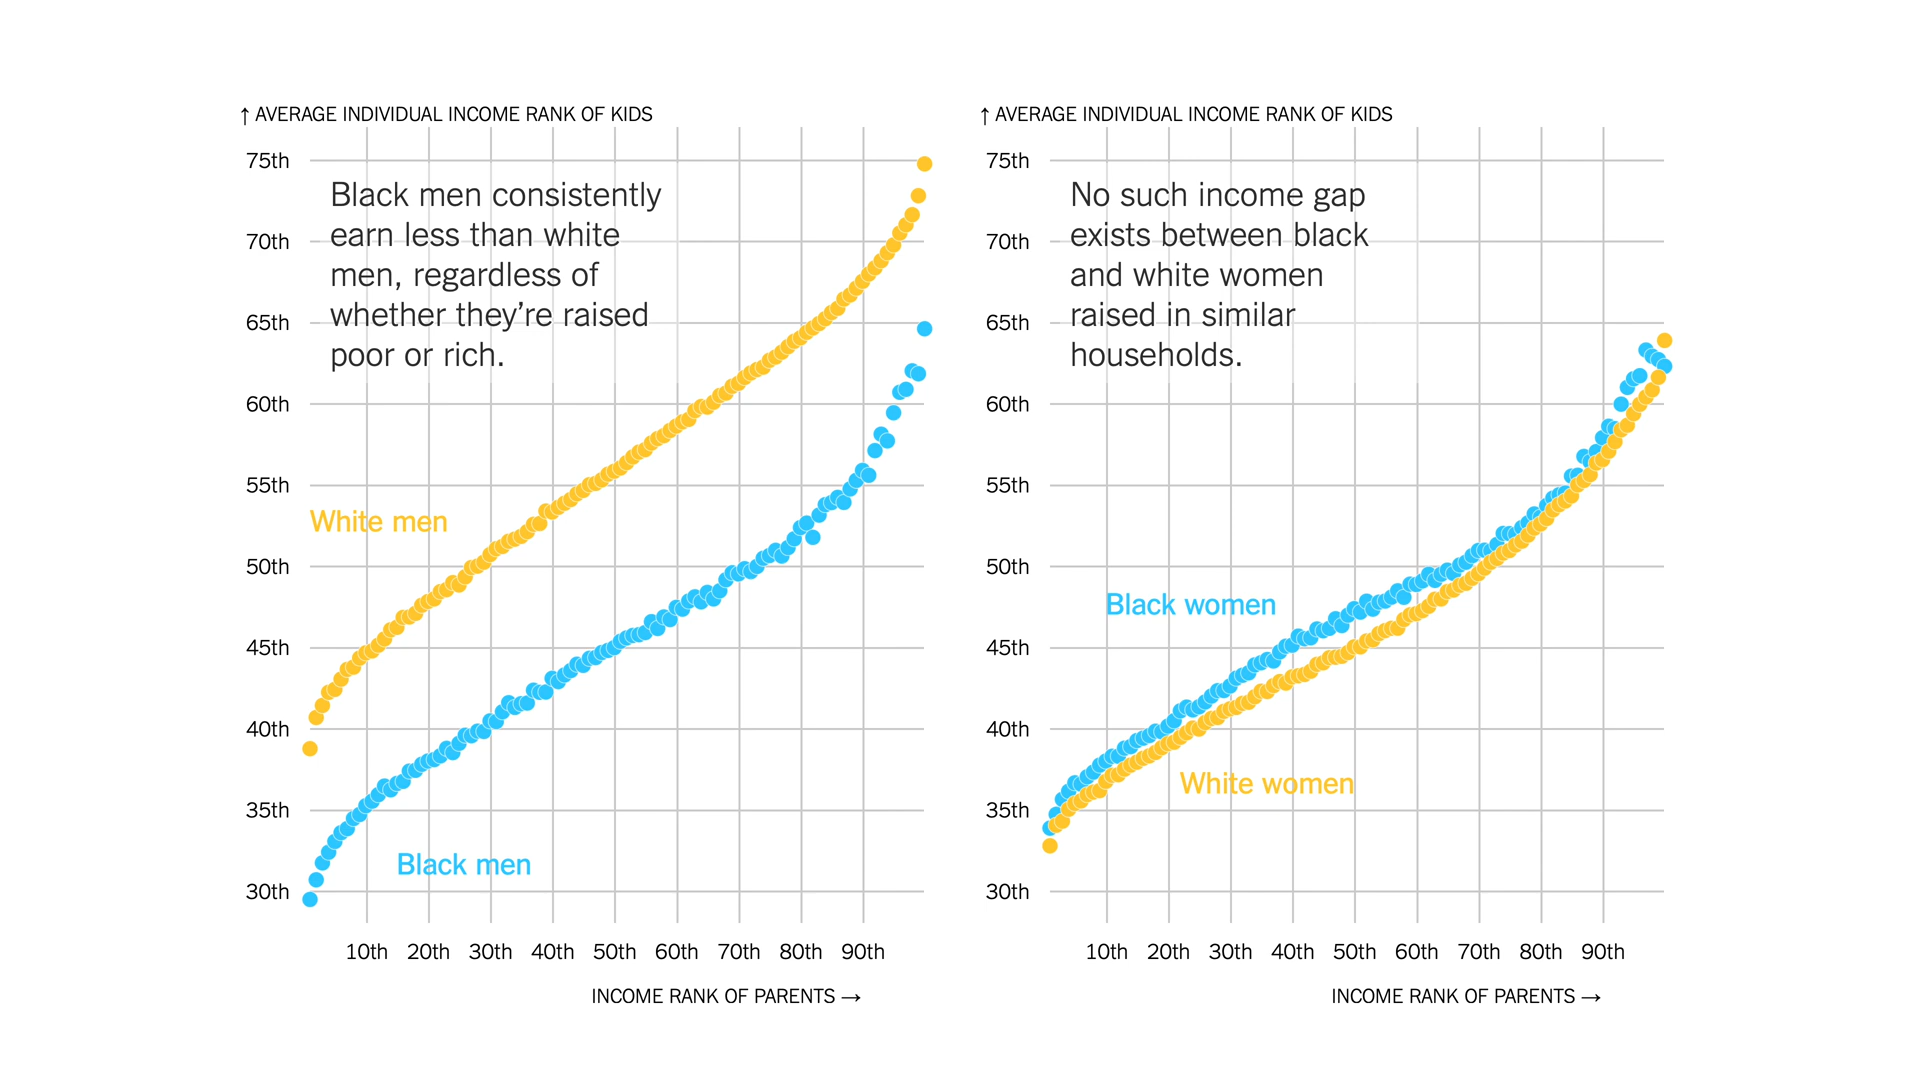 ↑ AVERAGE INDIVIDUAL INCOME RANK OF KIDS
75th
70th
65th
60th
55th
50th
45th
40th
35th
30th
Black men consistently
earn less than white
men, regardless of
whether they’re raised
poor or rich.
White men
Black men
10th 20th 30th 40th 50th 60th 70th 80th 90th
INCOME RANK OF PARENTS →
↑ AVERAGE INDIVIDUAL INCOME RANK OF KIDS
75th
70th
65th
60th
55th
50th
45th
40th
35th
30th
No such income gap
exists between black
and white women
raised in similar
households.
Black women
White women
10th 20th 30th 40th 50th 60th 70th 80th 90th
INCOME RANK OF PARENTS →